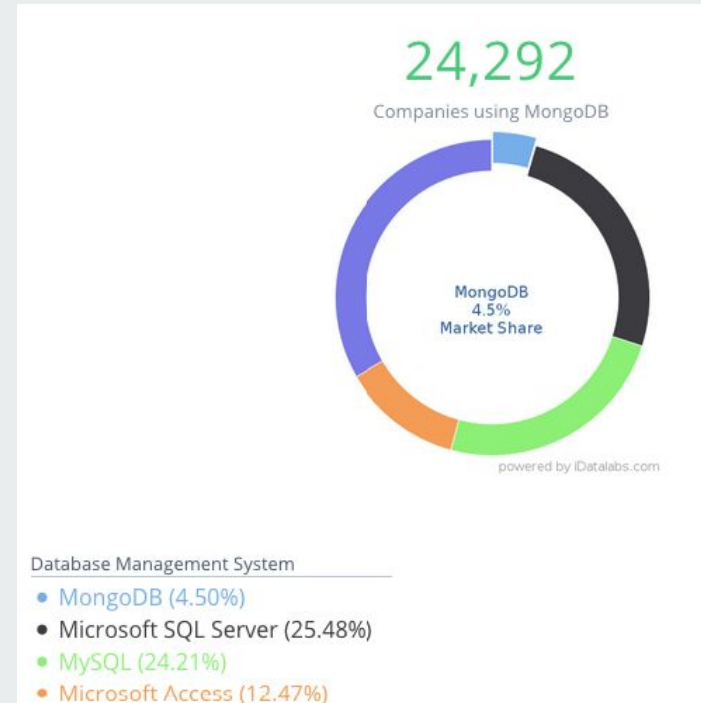 24,292
Companies using MongoDB
MongoDB
4.5%
Market Share
powered by iDatalabs.com
Database Management System
MongoDB (4.50%)
Microsoft SQL Server (25.48%)
MySQL (24.21%)
Microsoft Access (12.47%)